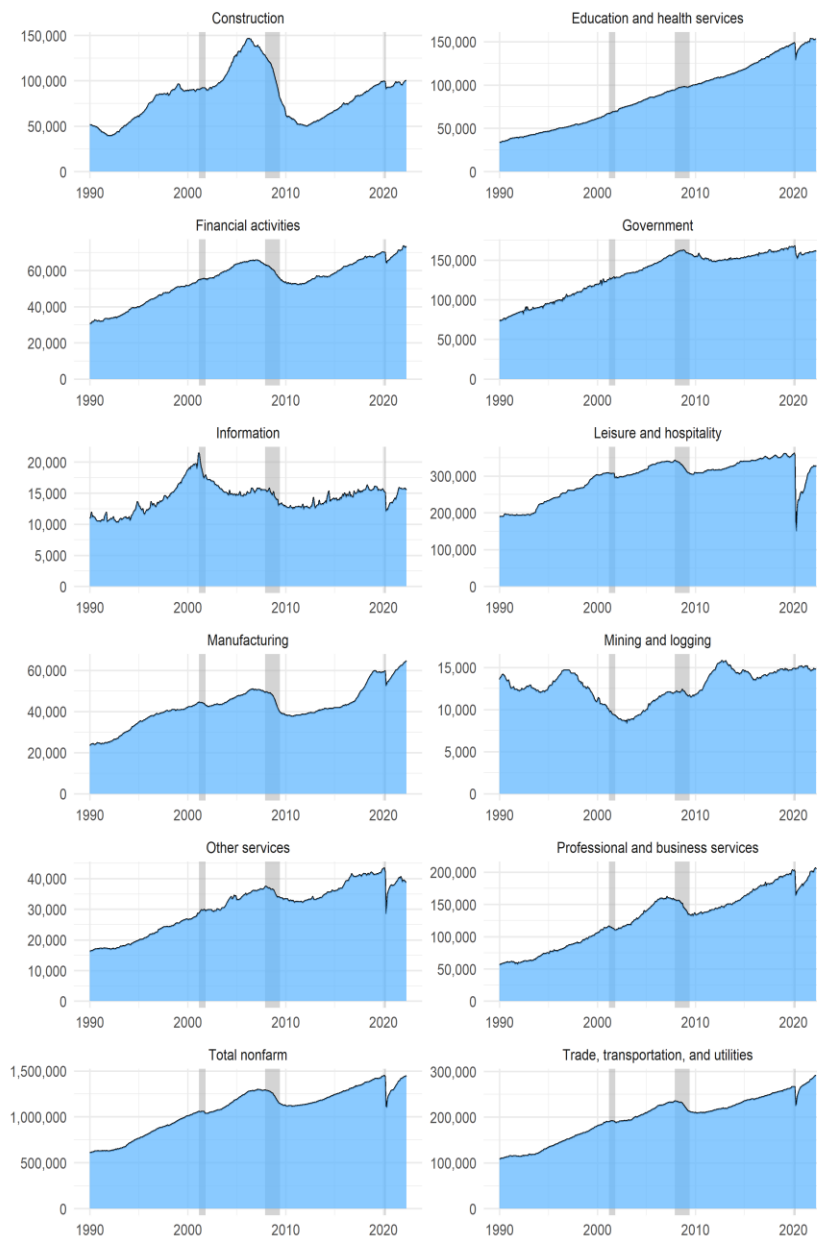 Construction
150,000
100,000
50,000
0
1990 2000 2010 2020
Education and health services
150,000
100,000
50,000
0
1990 2000 2010 2020
Financial activities
60,000
40,000
20,000
0
1990 2000 2010 2020
Government
150,000
100,000
50,000
0
1990 2000 2010 2020
Information
20,000
15,000
10,000
5,000
0
1990 2000 2010 2020
Leisure and hospitality
300,000
200,000
100,000
0
1990 2000 2010 2020
Manufacturing
60,000
40,000
20,000
0
1990 2000 2010 2020
Mining and logging
15,000
10,000
5,000
0
1990 2000 2010 2020
Other services
40,000
30,000
20,000
10,000
0
1990 2000 2010 2020
Professional and business services
200,000
150,000
100,000
50,000
0
1990 2000 2010 2020
Total nonfarm
1,500,000
1,000,000
500,000
0
1990 2000 2010 2020
Trade, transportation, and utilities
300,000
200,000
100,000
0
1990 2000 2010 2020